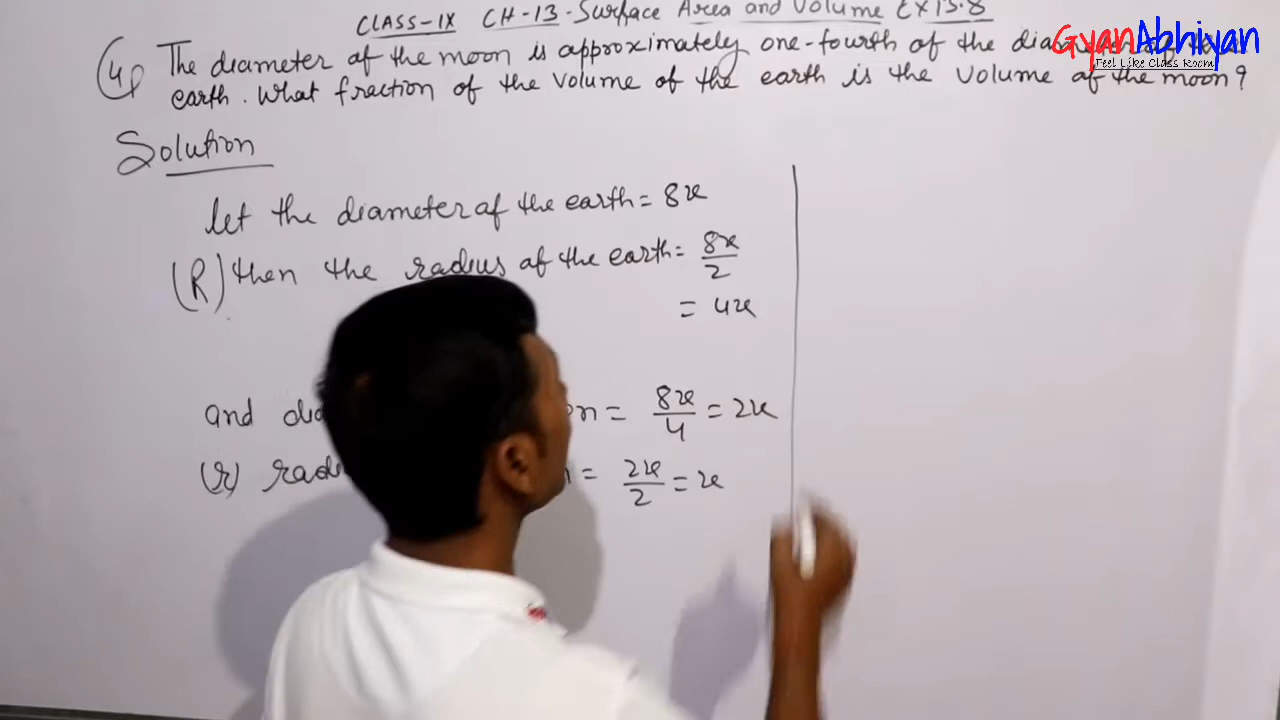 CLASS-IX CH-13-Surface Area and Volume EX 13.8
GyanAbhiyan
Feel Like Class Room
(4) The diameter of the moon is approximately one-fourth of the
earth. What fraction of the volume of the earth is the volume of the moon?
Solution
let the diameter of the earth = 8x
(R) then the radius of the earth = 8x/2
= 4x
and = 8x/4 = 2x
(r) = 2x/2 = x